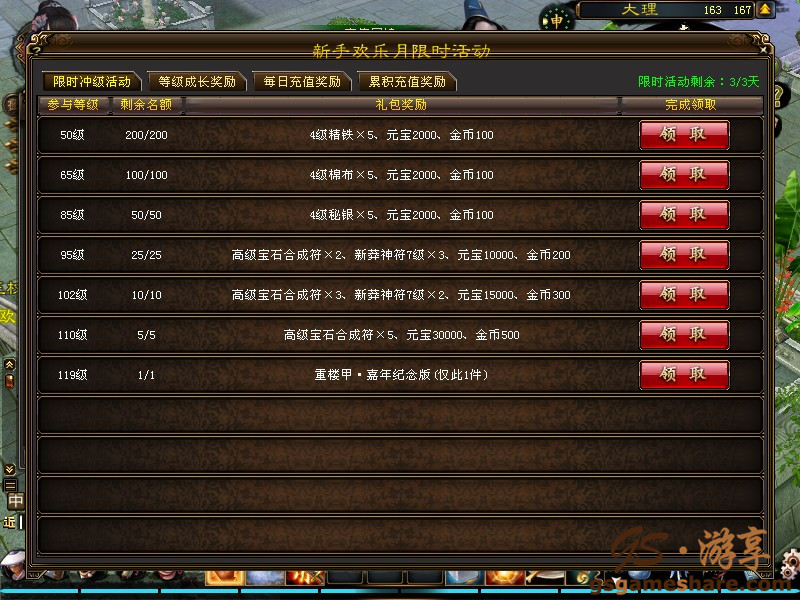 大理 163 167
申
新手欢乐月限时活动
限时冲级活动 等级成长奖励 每日充值奖励 累积充值奖励 限时活动剩余：3/3天
参与等级 剩余名额 礼包奖励 完成领取
50级 200/200 4级精铁×5、元宝2000、金币100 领 取
65级 100/100 4级棉布×5、元宝2000、金币100 领 取
85级 50/50 4级秘银×5、元宝2000、金币100 领 取
95级 25/25 高级宝石合成符×2、新莽神符7级×3、元宝10000、金币200 领 取
102级 10/10 高级宝石合成符×3、新莽神符7级×2、元宝15000、金币300 领 取
110级 5/5 高级宝石合成符×5、元宝30000、金币500 领 取
119级 1/1 重楼甲·嘉年纪念版(仅此1件) 领 取
欢
中
近
GS·游享
gsgameshare.com